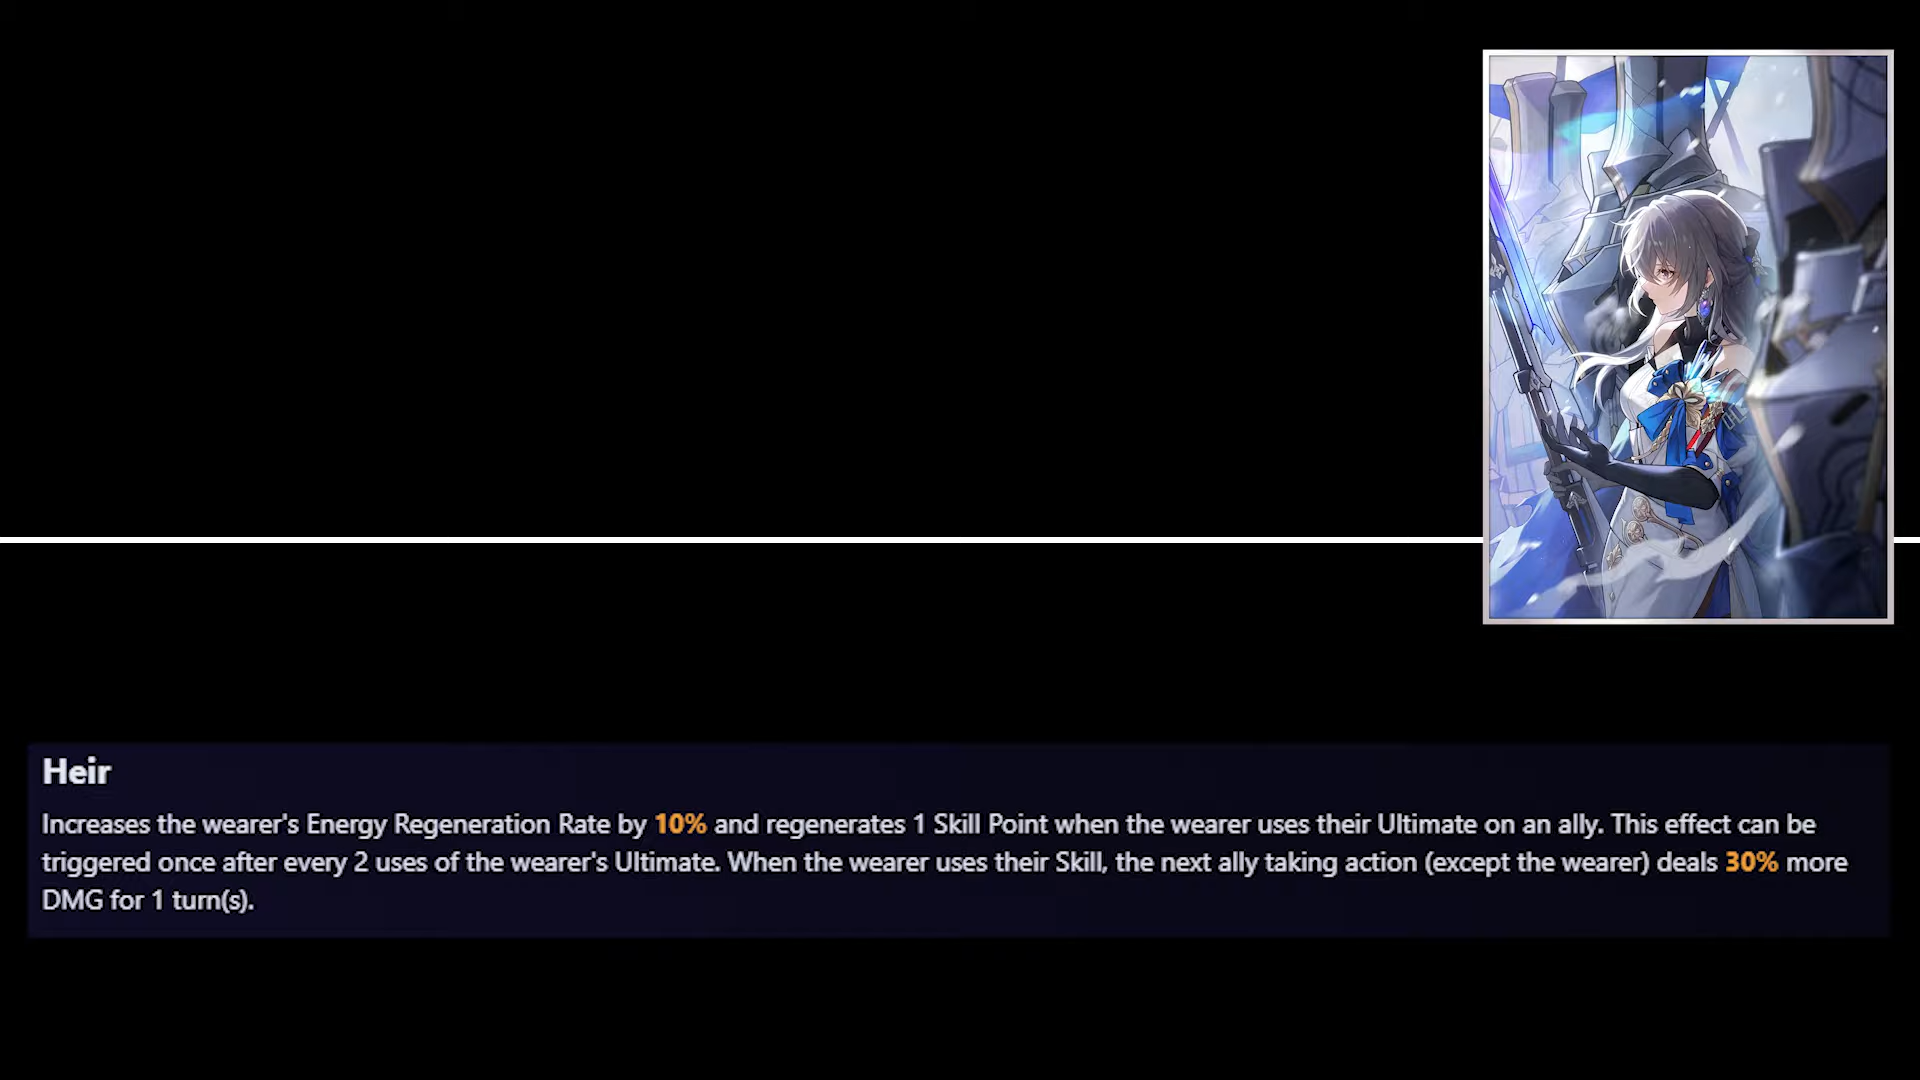 Heir
Increases the wearer's Energy Regeneration Rate by 10% and regenerates 1 Skill Point when the wearer uses their Ultimate on an ally. This effect can be
triggered once after every 2 uses of the wearer's Ultimate. When the wearer uses their Skill, the next ally taking action (except the wearer) deals 30% more
DMG for 1 turn(s).